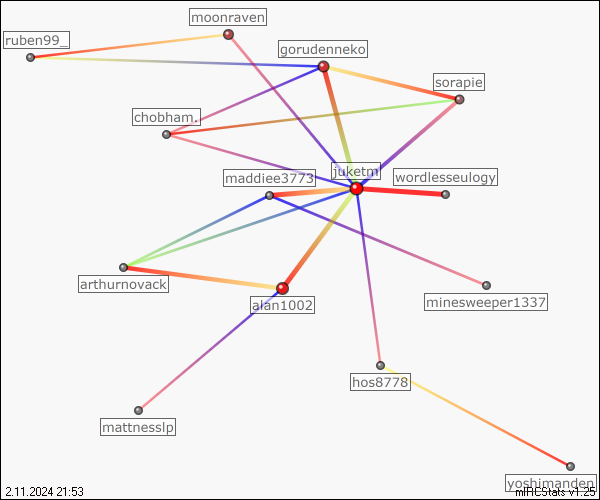 moonraven
ruben99_
gorudenneko
sorapie
chobham.
juketm
maddiee3773
wordlesseulogy
arthurnovack
alan1002
minesweeper1337
hos8778
mattnesslp
yoshimanden
2.11.2024 21:53
mIRCStats v1.25